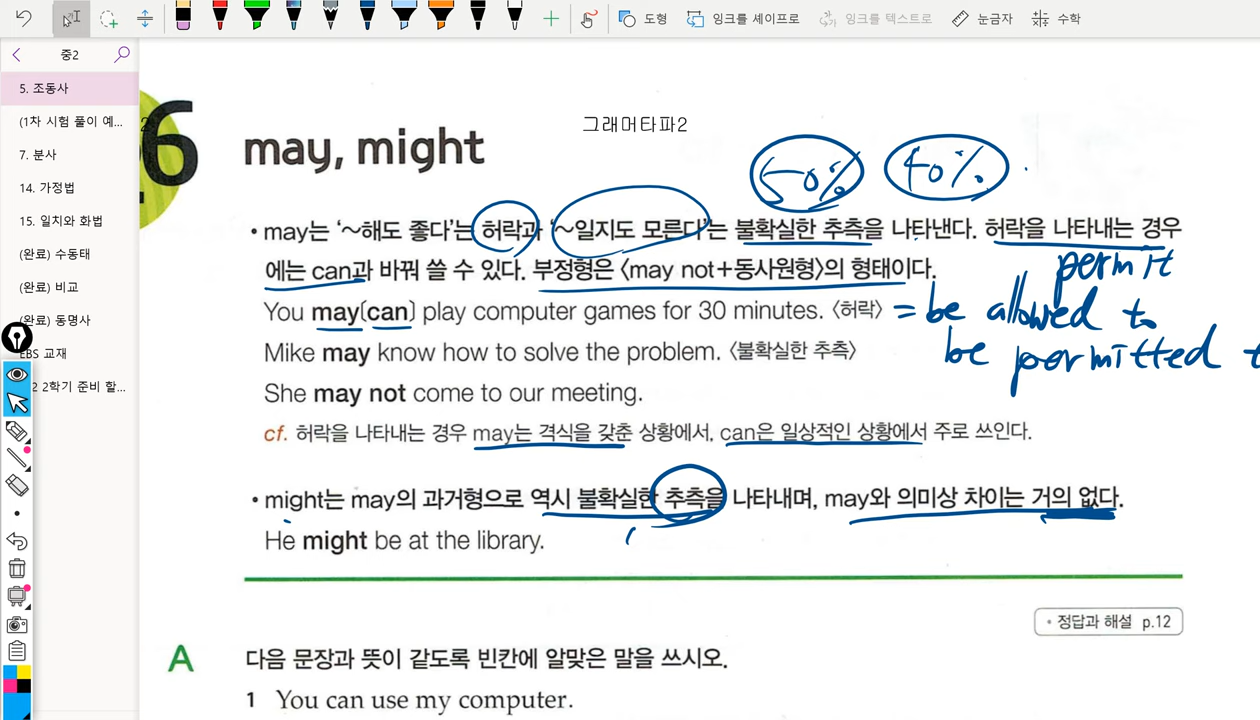 도형
잉크를 셰이프로
잉크를 텍스트로
눈금자
수학
중2
5. 조동사
(1차 시험 풀이 예...
7. 분사
14. 가정법
15. 일치와 화법
(완료) 수동태
(완료) 비교
(완료) 동명사
EBS 교재
2 2학기 준비 할...
6
그래머타파2
may, might
50% 40%
• may는 '~해도 좋다'는 허락과 '~일지도 모른다'는 불확실한 추측을 나타낸다. 허락을 나타내는 경우
에는 can과 바꿔 쓸 수 있다. 부정형은 〈may not+동사원형〉의 형태이다.
permit
You may[can] play computer games for 30 minutes. 〈허락〉 = be allowed to
Mike may know how to solve the problem. 〈불확실한 추측〉 be permitted t
She may not come to our meeting.
cf. 허락을 나타내는 경우 may는 격식을 갖춘 상황에서, can은 일상적인 상황에서 주로 쓰인다.
• might는 may의 과거형으로 역시 불확실한 추측을 나타내며, may와 의미상 차이는 거의 없다.
He might be at the library.
• 정답과 해설 p.12
A 다음 문장과 뜻이 같도록 빈칸에 알맞은 말을 쓰시오.
1 You can use my computer.